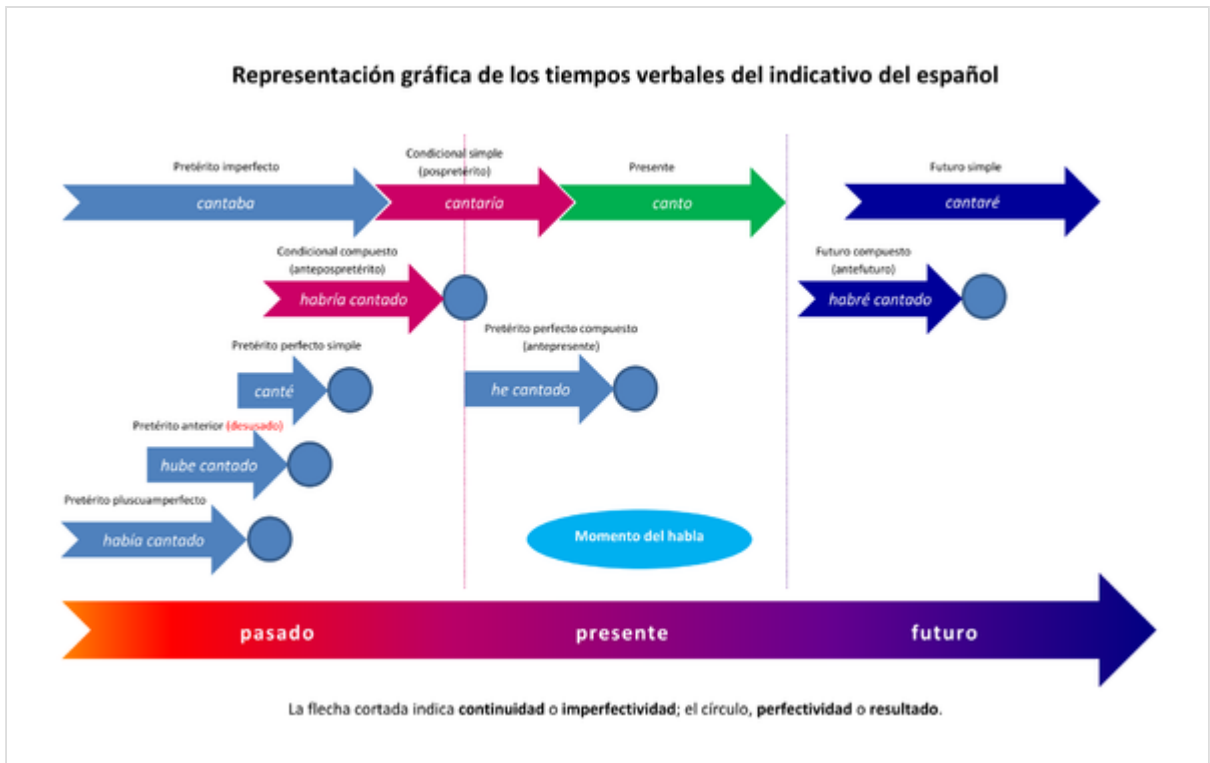 Representación gráfica de los tiempos verbales del indicativo del español
Pretérito imperfecto
cantaba
Condicional simple
(pospretérito)
cantaría
Presente
canto
Futuro simple
cantaré
Condicional compuesto
(antepospretérito)
habría cantado
Futuro compuesto
(antefuturo)
habré cantado
Pretérito perfecto simple
canté
Pretérito perfecto compuesto
(antepresente)
he cantado
Pretérito anterior (desusado)
hube cantado
Pretérito pluscuamperfecto
había cantado
Momento del habla
pasado
presente
futuro
La flecha cortada indica continuidad o imperfectividad; el círculo, perfectividad o resultado.